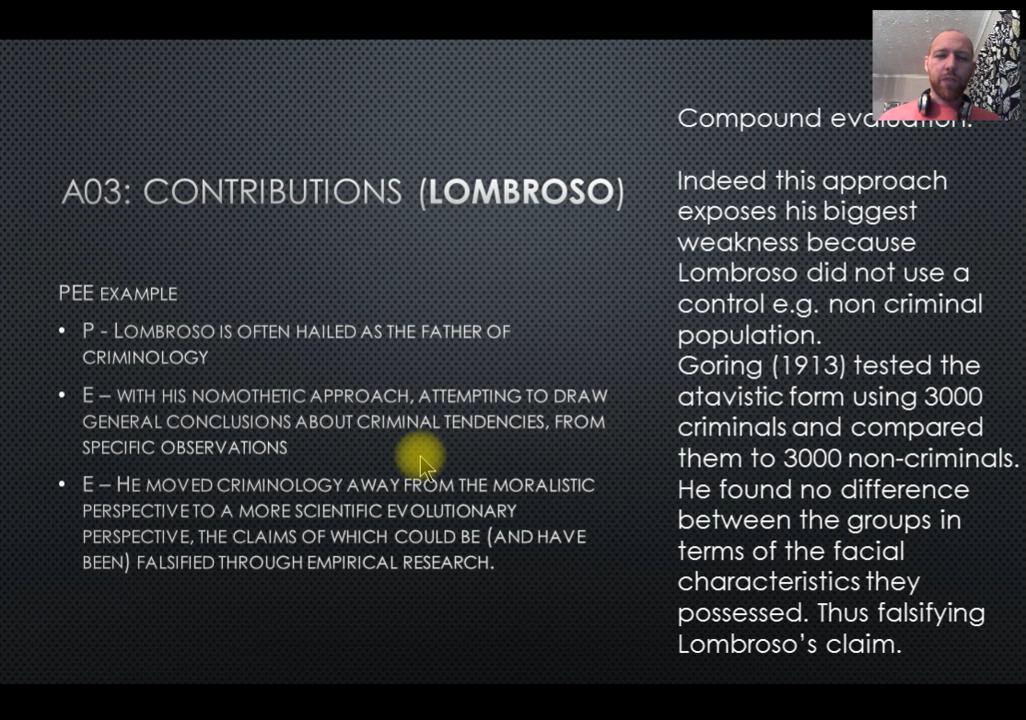 A03: CONTRIBUTIONS (LOMBROSO)
PEE EXAMPLE
• P - LOMBROSO IS OFTEN HAILED AS THE FATHER OF
CRIMINOLOGY
• E – WITH HIS NOMOTHETIC APPROACH, ATTEMPTING TO DRAW
GENERAL CONCLUSIONS ABOUT CRIMINAL TENDENCIES, FROM
SPECIFIC OBSERVATIONS
• E – HE MOVED CRIMINOLOGY AWAY FROM THE MORALISTIC
PERSPECTIVE TO A MORE SCIENTIFIC EVOLUTIONARY
PERSPECTIVE, THE CLAIMS OF WHICH COULD BE (AND HAVE
BEEN) FALSIFIED THROUGH EMPIRICAL RESEARCH.
Compound evaluation:
Indeed this approach
exposes his biggest
weakness because
Lombroso did not use a
control e.g. non criminal
population.
Goring (1913) tested the
atavistic form using 3000
criminals and compared
them to 3000 non-criminals.
He found no difference
between the groups in
terms of the facial
characteristics they
possessed. Thus falsifying
Lombroso’s claim.